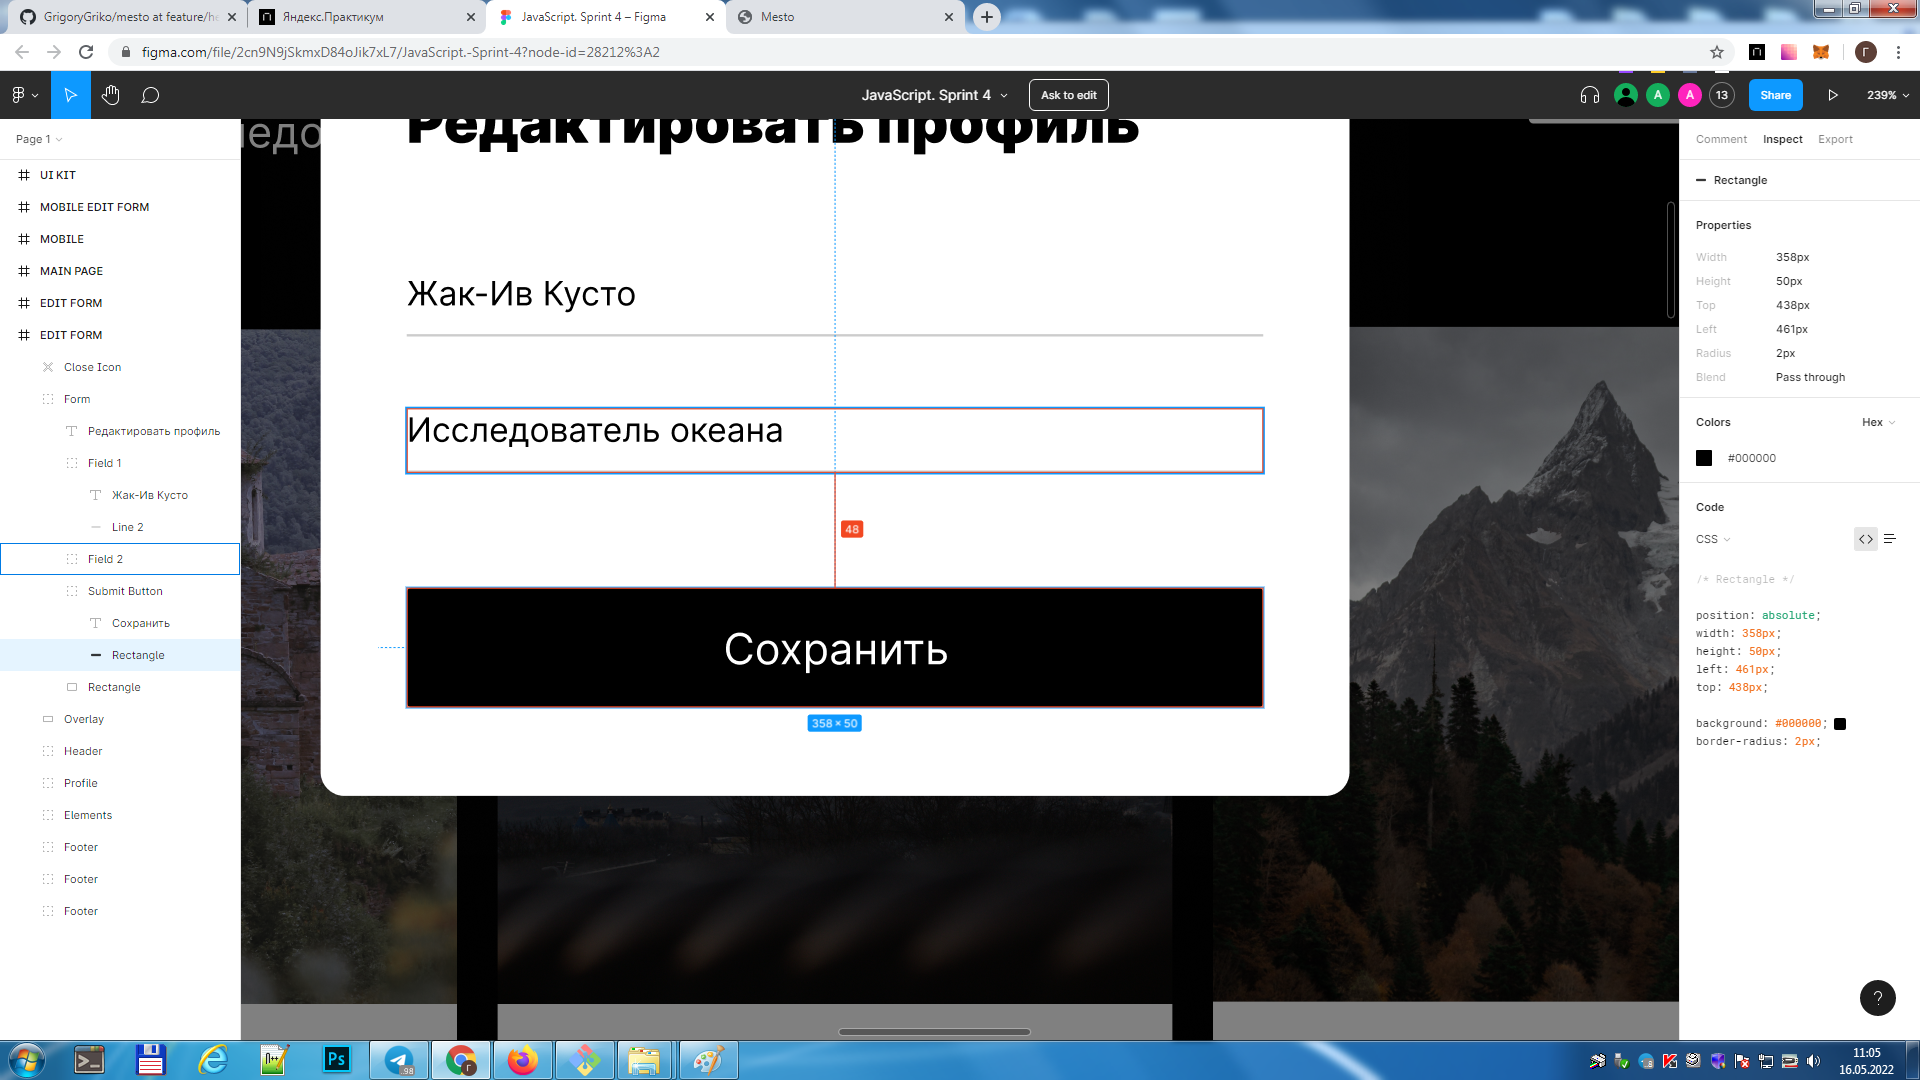 GrigoryGriko/mesto at feature/he
Яндекс.Практикум
JavaScript. Sprint 4 – Figma
Mesto
figma.com/file/2cn9N9jSkmxD84oJik7xL7/JavaScript.-Sprint-4?node-id=28212%3A2
Г
JavaScript. Sprint 4
Ask to edit
A
A
13
Share
239%
Page 1
UI KIT
MOBILE EDIT FORM
MOBILE
MAIN PAGE
EDIT FORM
EDIT FORM
Close Icon
Form
Редактировать профиль
Field 1
Жак-Ив Кусто
Line 2
Field 2
Submit Button
Сохранить
Rectangle
Rectangle
Overlay
Header
Profile
Elements
Footer
Footer
Footer
едо
Редактировать профиль
Жак-Ив Кусто
Исследователь океана
48
Сохранить
358 × 50
Comment
Inspect
Export
Rectangle
Properties
Width 358px
Height 50px
Top 438px
Left 461px
Radius 2px
Blend Pass through
Colors
Hex
#000000
Code
CSS
/* Rectangle */
position: absolute;
width: 358px;
height: 50px;
left: 461px;
top: 438px;
background: #000000;
border-radius: 2px;
?
Ps
98
Г
11:05
16.05.2022